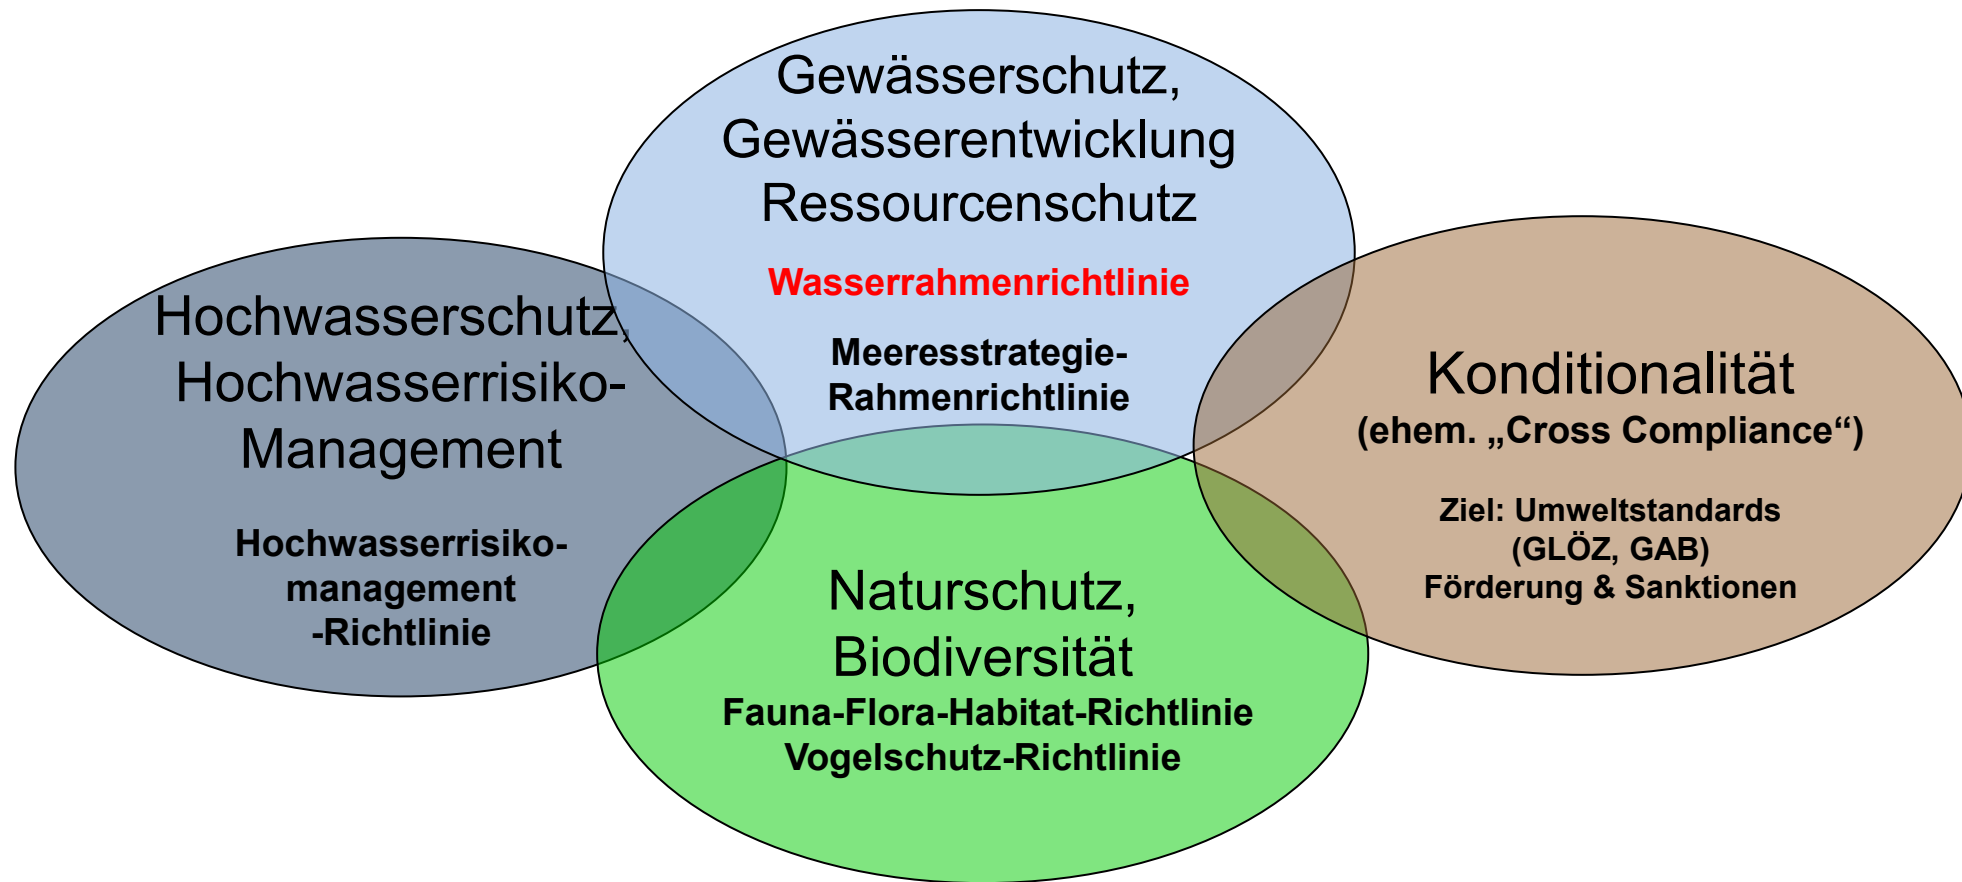 Gewässerschutz,
Gewässerentwicklung
Ressourcenschutz
Wasserrahmenrichtlinie
Meeresstrategie-
Rahmenrichtlinie
Hochwasserschutz,
Hochwasserrisiko-
Management
Hochwasserrisiko-
management
-Richtlinie
Konditionalität
(ehem. „Cross Compliance“)
Ziel: Umweltstandards
(GLÖZ, GAB)
Förderung & Sanktionen
Naturschutz,
Biodiversität
Fauna-Flora-Habitat-Richtlinie
Vogelschutz-Richtlinie